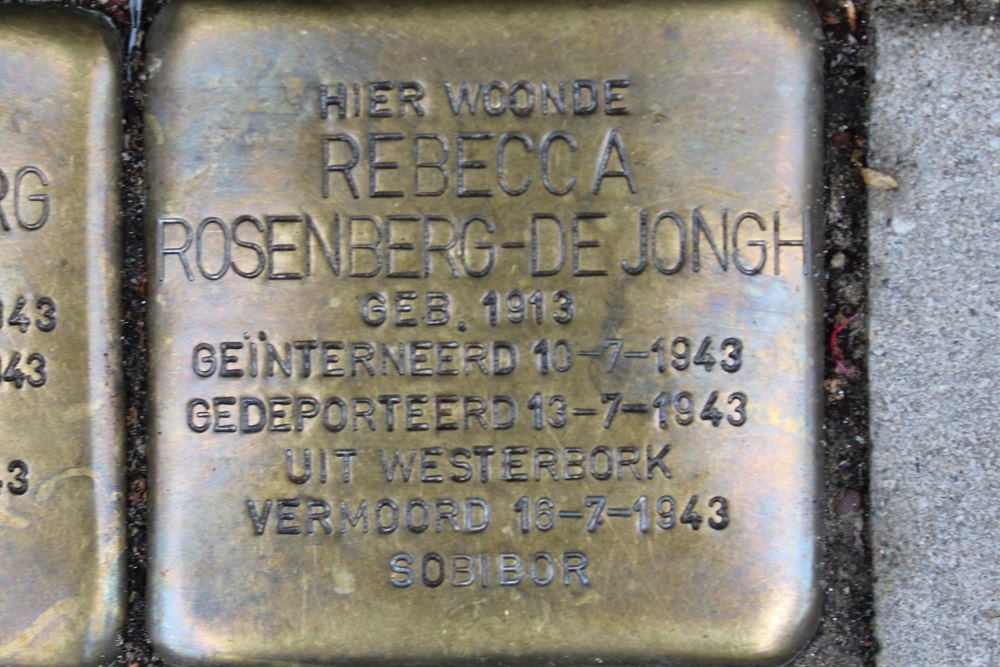 HIER WOONDE
REBECCA
ROSENBERG-DE JONGH
GEB. 1913
GEÏNTERNEERD 10-7-1943
GEDEPORTEERD 13-7-1943
UIT WESTERBORK
VERMOORD 16-7-1943
SOBIBOR